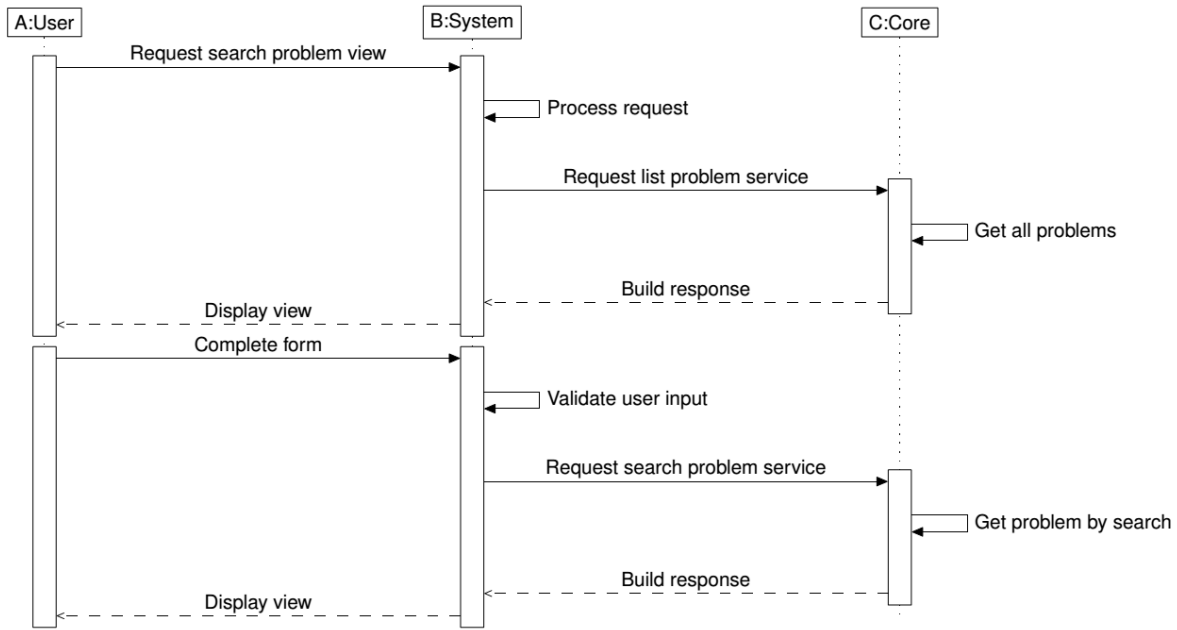 A:User
B:System
C:Core
Request search problem view
Process request
Request list problem service
Get all problems
Build response
Display view
Complete form
Validate user input
Request search problem service
Get problem by search
Build response
Display view